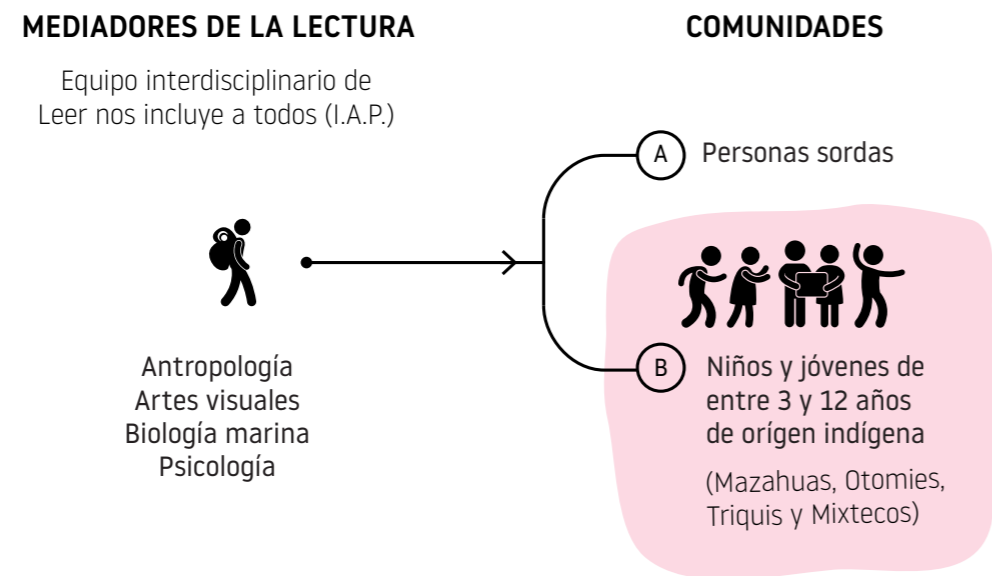 MEDIADORES DE LA LECTURA
Equipo interdisciplinario de
Leer nos incluye a todos (I.A.P.)
Antropología
Artes visuales
Biología marina
Psicología
COMUNIDADES
A Personas sordas
B Niños y jóvenes de
entre 3 y 12 años
de orígen indígena
(Mazahuas, Otomies,
Triquis y Mixtecos)